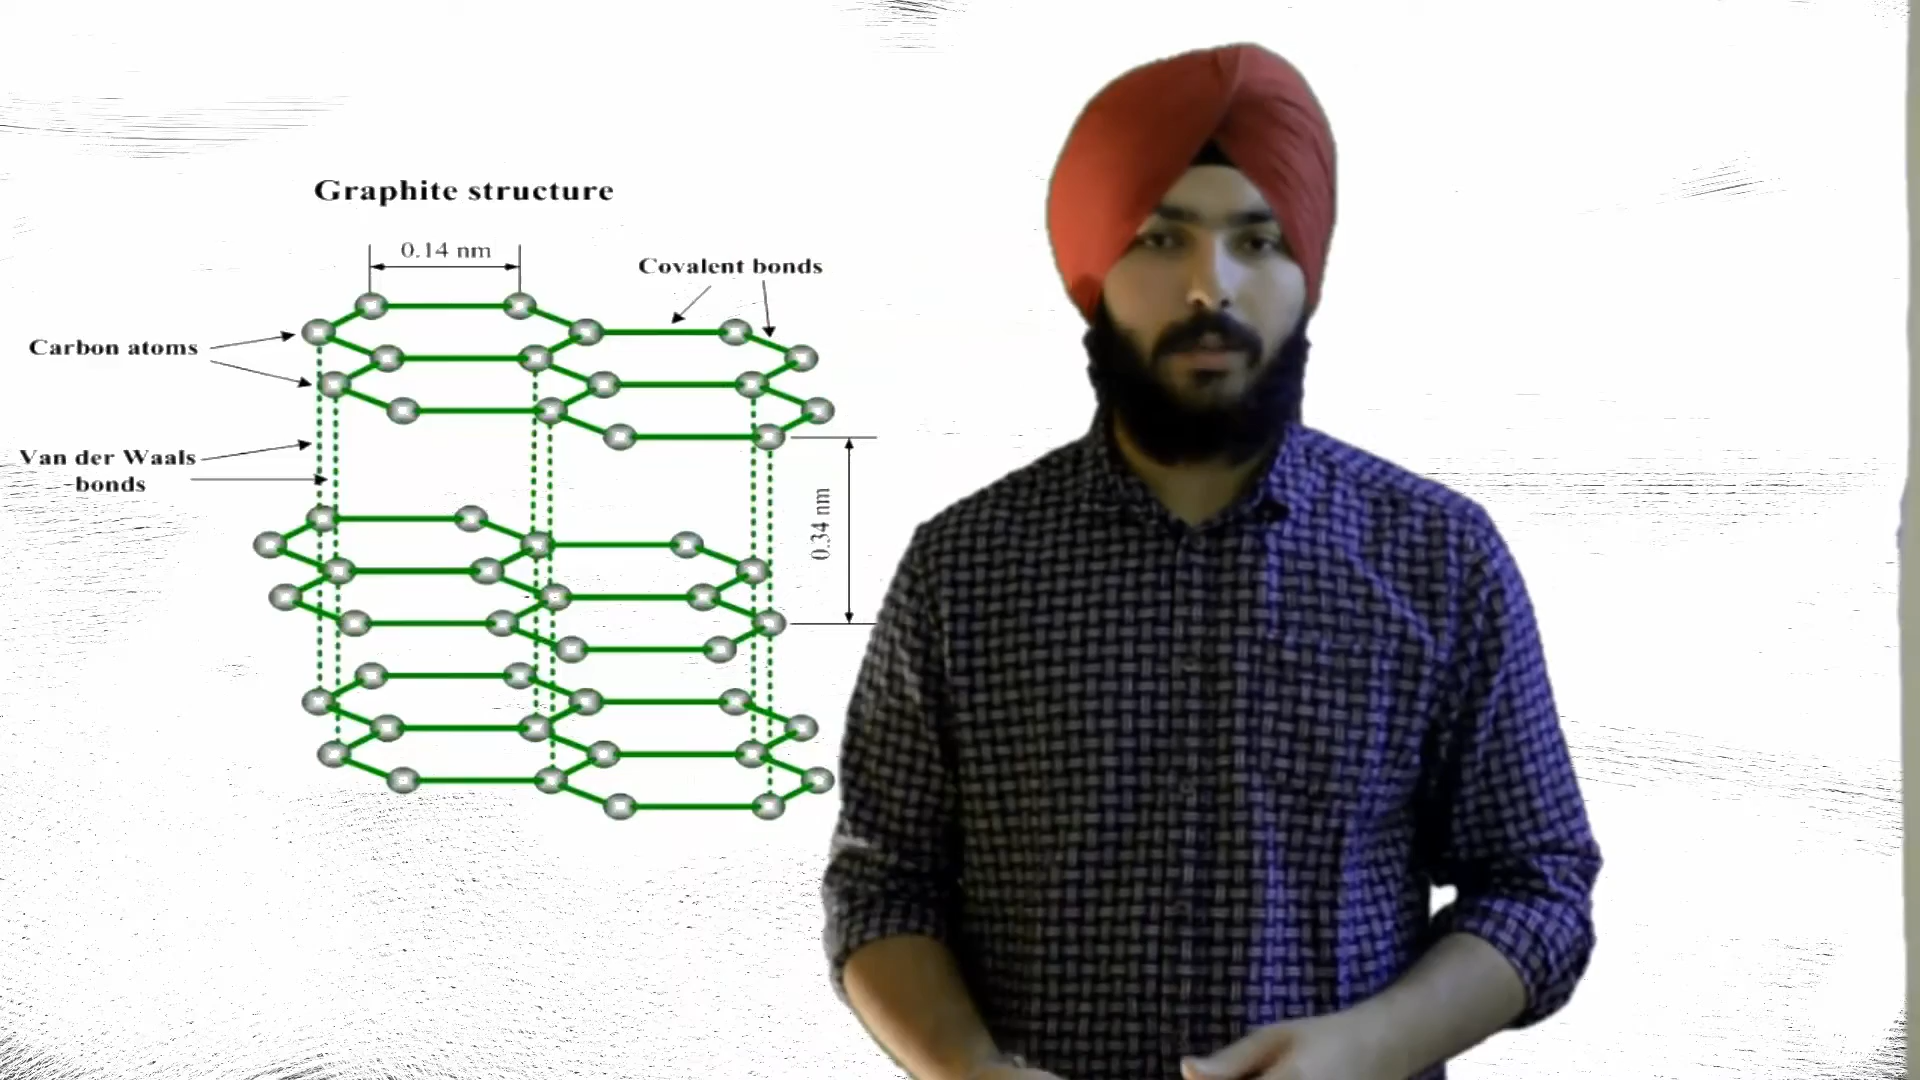 Graphite structure
0.14 nm
Covalent bonds
Carbon atoms
Van der Waals
bonds
0.34 nm